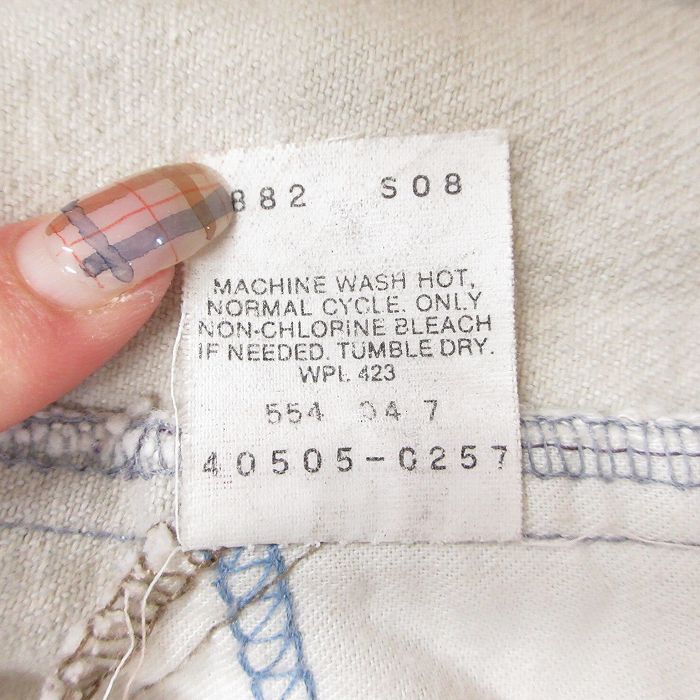 882 S08
MACHINE WASH HOT,
NORMAL CYCLE. ONLY
NON-CHLORINE BLEACH
IF NEEDED. TUMBLE DRY.
WPL 423
554 04 7
40505-0257